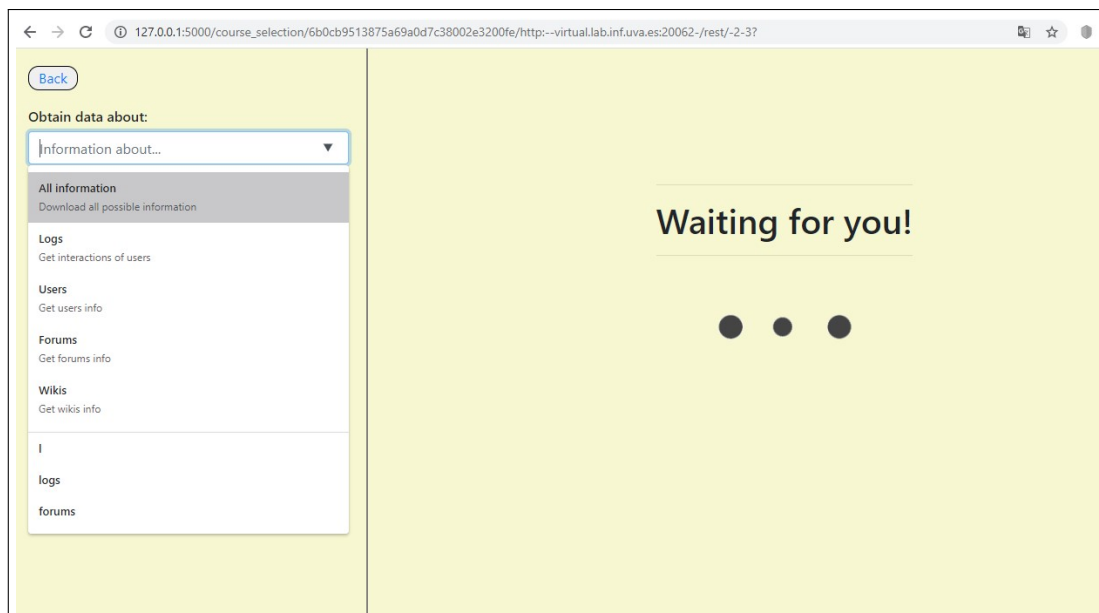 127.0.0.1:5000/course_selection/6b0cb9513875a69a0d7c38002e3200fe/http:--virtual.lab.inf.uva.es:20062-/rest/-2-3?
Back
Obtain data about:
Information about...
All information
Download all possible information
Logs
Get interactions of users
Users
Get users info
Forums
Get forums info
Wikis
Get wikis info
l
logs
forums
Waiting for you!